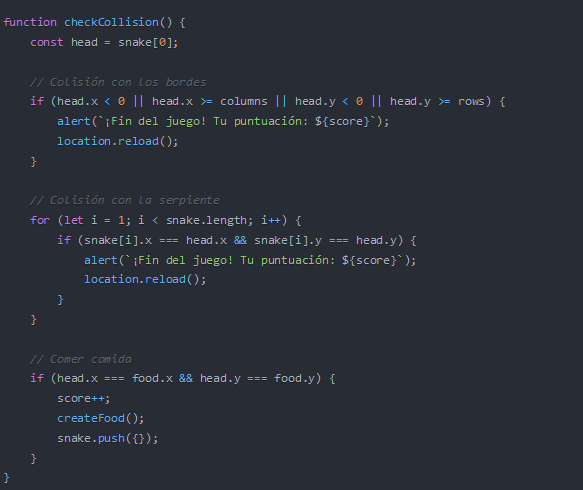 function checkCollision() {
const head = snake[0];
// Colisión con los bordes
if (head.x < 0 || head.x >= columns || head.y < 0 || head.y >= rows) {
alert(`¡Fin del juego! Tu puntuación: ${score}`);
location.reload();
}
// Colisión con la serpiente
for (let i = 1; i < snake.length; i++) {
if (snake[i].x === head.x && snake[i].y === head.y) {
alert(`¡Fin del juego! Tu puntuación: ${score}`);
location.reload();
}
}
// Comer comida
if (head.x === food.x && head.y === food.y) {
score++;
createFood();
snake.push({});
}
}